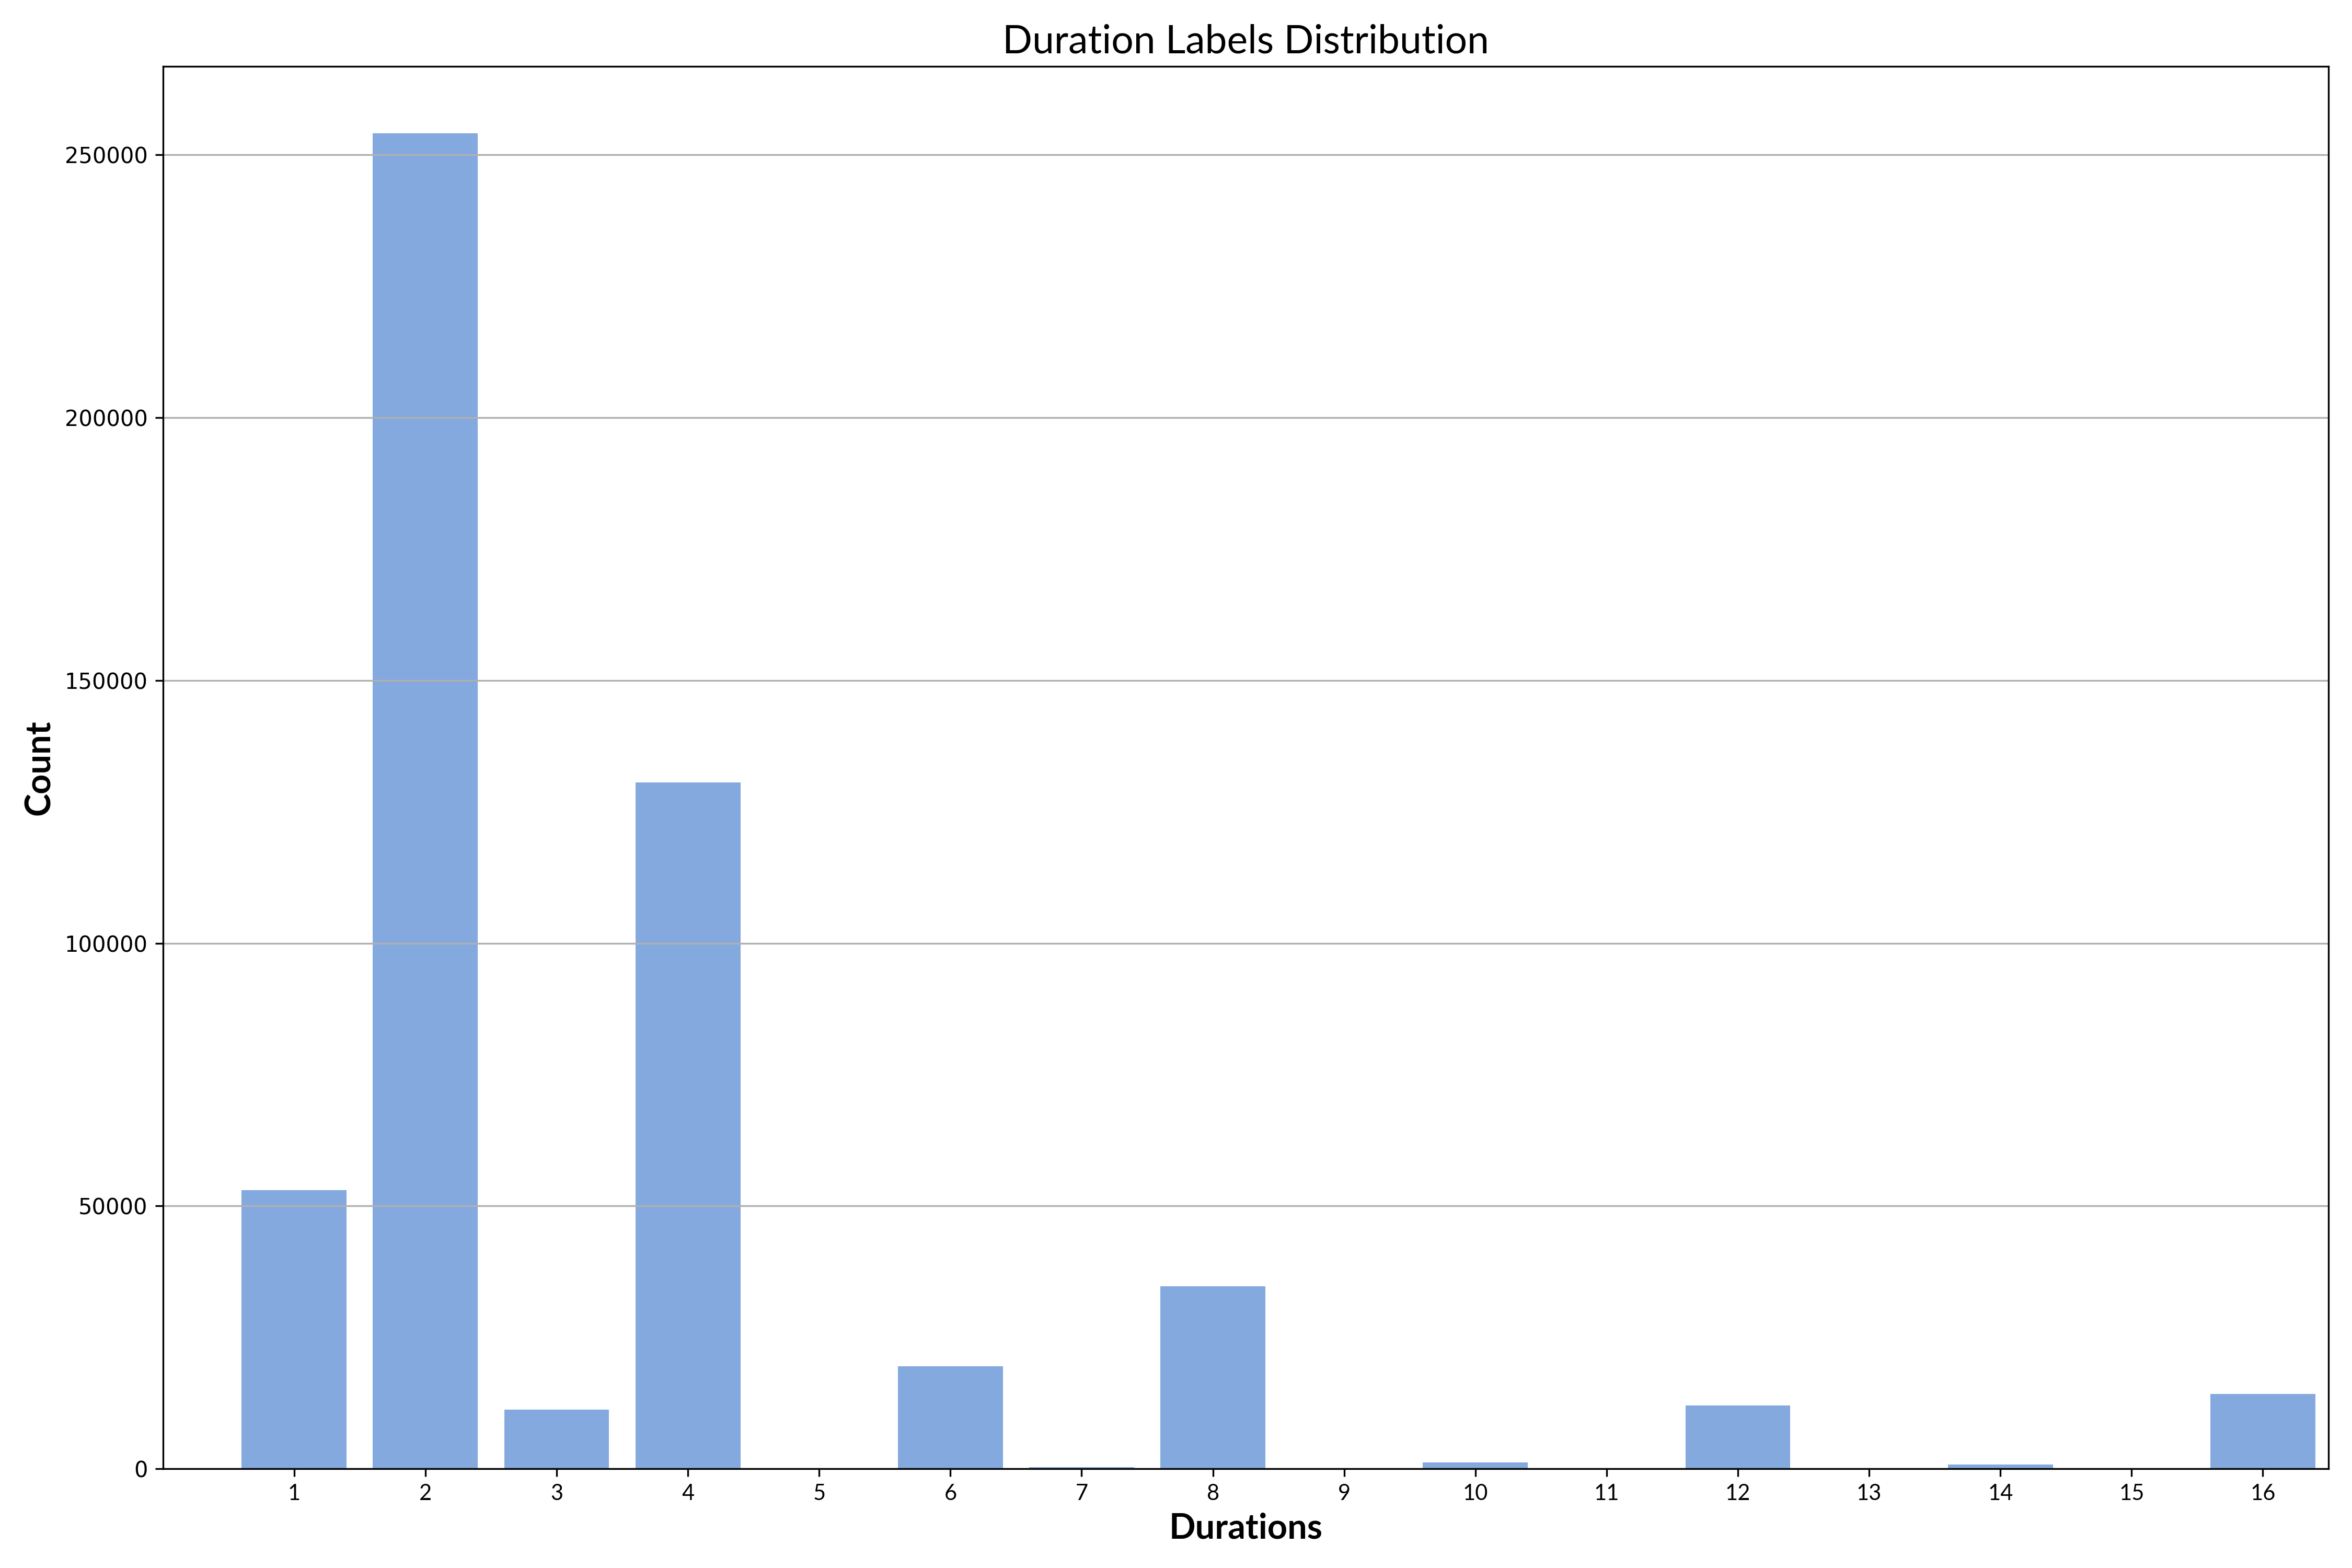 Duration Labels Distribution
Count
250000
200000
150000
100000
50000
0
1 2 3 4 5 6 7 8 9 10 11 12 13 14 15 16
Durations